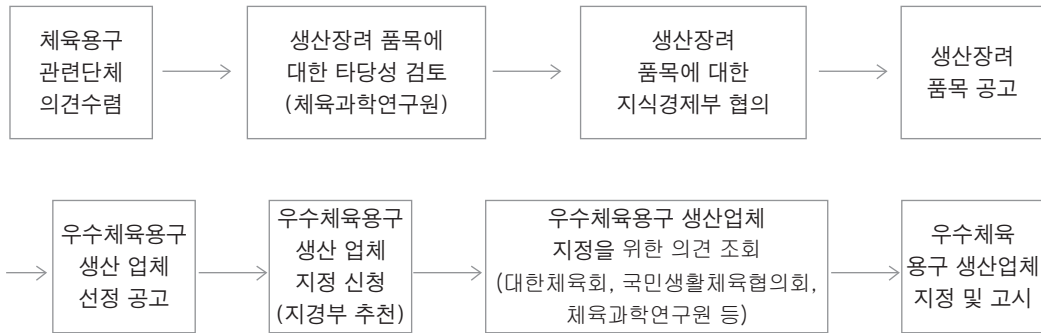 체육용구
관련단체
의견수렴
생산장려 품목에
대한 타당성 검토
(체육과학연구원)
생산장려
품목에 대한
지식경제부 협의
생산장려
품목 공고
우수체육용구
생산 업체
선정 공고
우수체육용구
생산 업체
지정 신청
(지경부 추천)
우수체육용구 생산업체
지정을 위한 의견 조회
(대한체육회, 국민생활체육협의회,
체육과학연구원 등)
우수체육
용구 생산업체
지정 및 고시